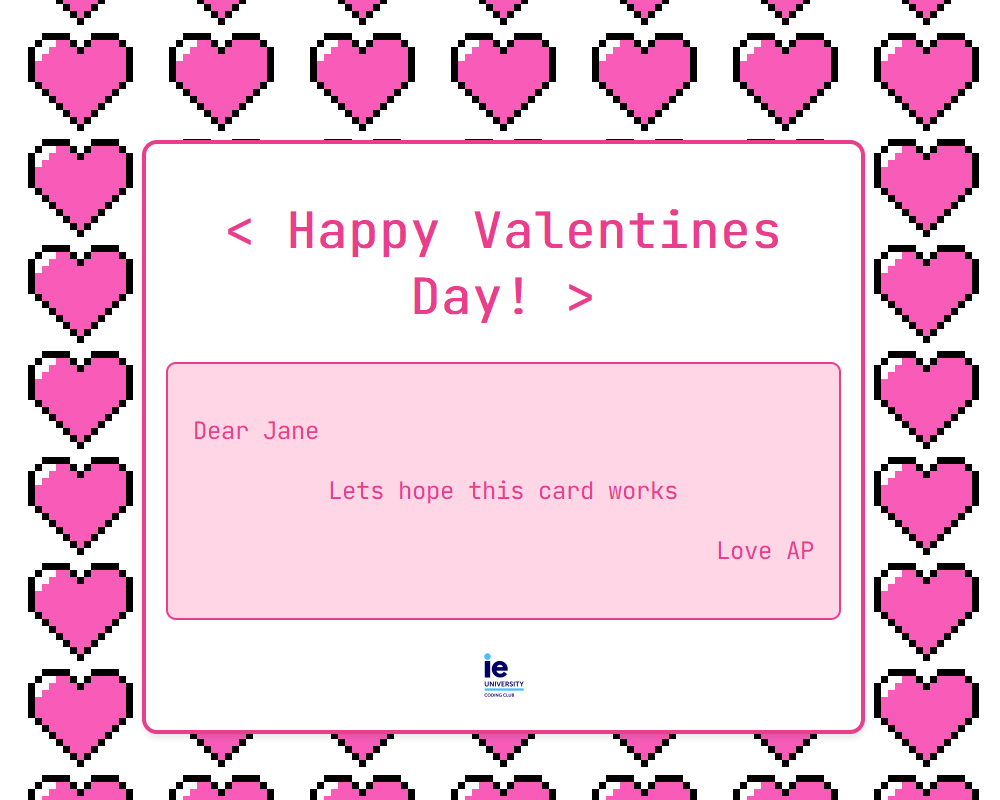 < Happy Valentines
Day! >
Dear Jane
Lets hope this card works
Love AP
ie
UNIVERSITY
CODING CLUB